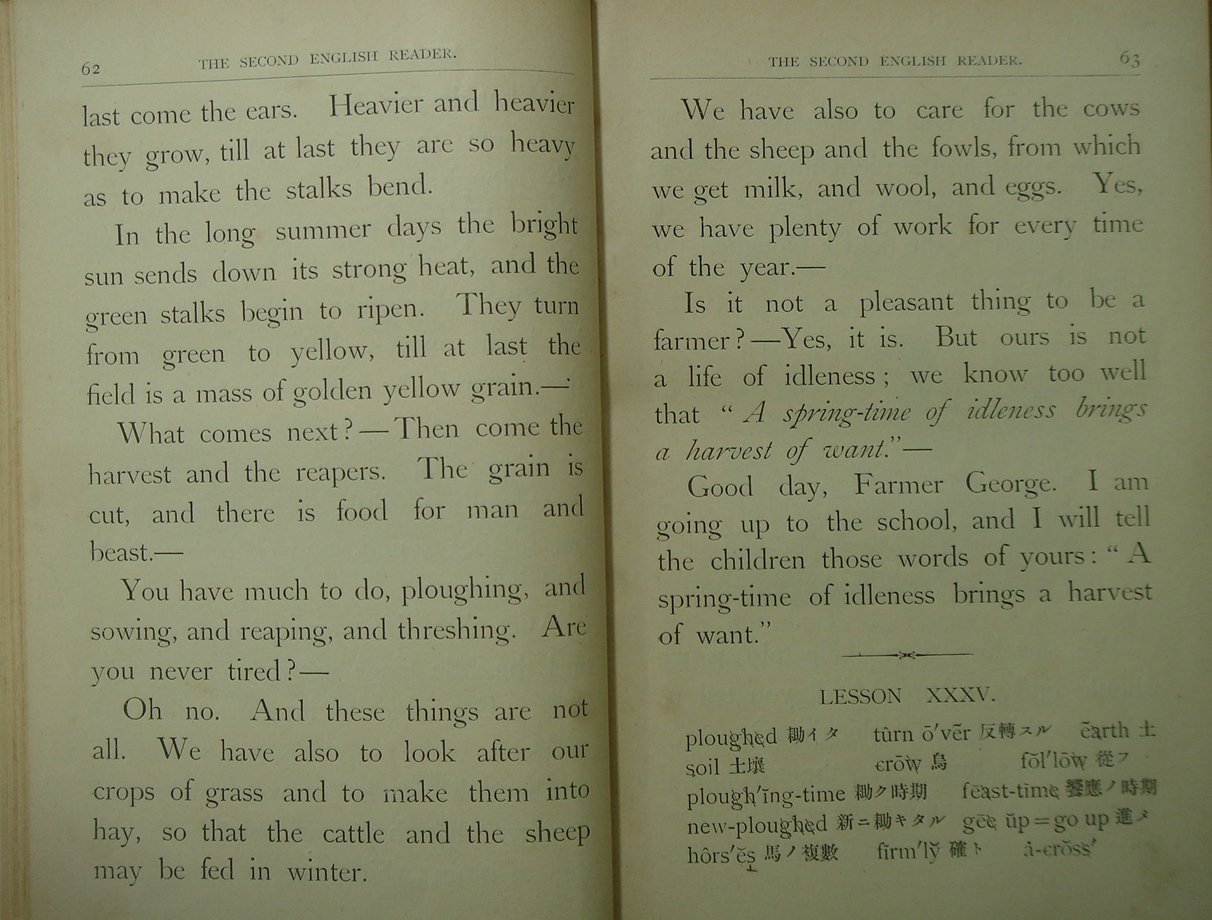 62 THE SECOND ENGLISH READER.
last come the ears. Heavier and heavier
they grow, till at last they are so heavy
as to make the stalks bend.
In the long summer days the bright
sun sends down its strong heat, and the
green stalks begin to ripen. They turn
from green to yellow, till at last the
field is a mass of golden yellow grain.—
What comes next?—Then come the
harvest and the reapers. The grain is
cut, and there is food for man and
beast.—
You have much to do, ploughing, and
sowing, and reaping, and threshing. Are
you never tired?—
Oh no. And these things are not
all. We have also to look after our
crops of grass and to make them into
hay, so that the cattle and the sheep
may be fed in winter.
THE SECOND ENGLISH READER. 63
We have also to care for the cows
and the sheep and the fowls, from which
we get milk, and wool, and eggs. Yes,
we have plenty of work for every time
of the year.—
Is it not a pleasant thing to be a
farmer?—Yes, it is. But ours is not
a life of idleness; we know too well
that “A spring-time of idleness brings
a harvest of want.”—
Good day, Farmer George. I am
going up to the school, and I will tell
the children those words of yours: “A
spring-time of idleness brings a harvest
of want.”
LESSON XXXV.
ploughed 鋤イタ tûrn ō′vẽr 反轉スル ẽarth 土
soil 土壤 crōw 烏 fŏl′lōw 從フ
plough′ĭng-time 耡ク時期 fēast-time 饗應ノ時期
new-ploughed 新ニ耡キタル gēe ŭp=go up 進メ
hôrs′ĕs 馬ノ複數 firm′lў 確ト ȧ-crŏss′